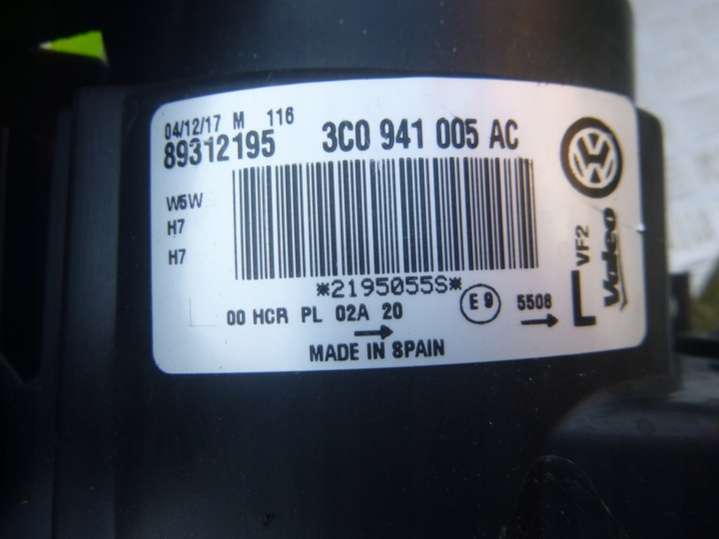 04/12/17 M 116
89312195
3C0 941 005 AC
W5W
H7
H7
*2195055S*
00 HCR PL 02A 20
E 9
5508
MADE IN SPAIN
L
VF2
Valeo
VW